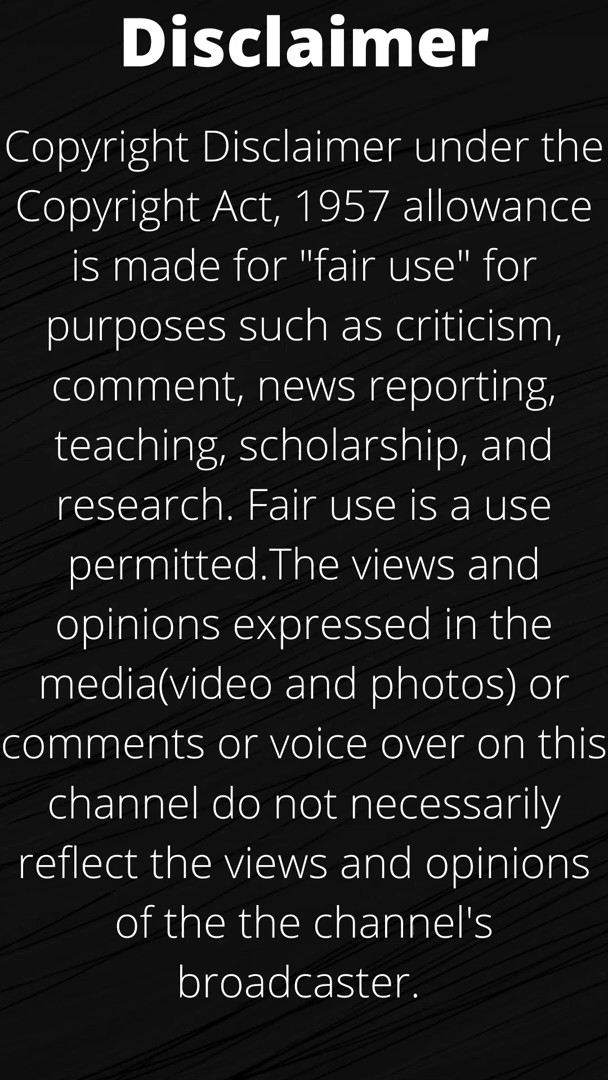 Disclaimer
Copyright Disclaimer under the
Copyright Act, 1957 allowance
is made for "fair use" for
purposes such as criticism,
comment, news reporting,
teaching, scholarship, and
research. Fair use is a use
permitted.The views and
opinions expressed in the
media(video and photos) or
comments or voice over on this
channel do not necessarily
reflect the views and opinions
of the the channel's
broadcaster.